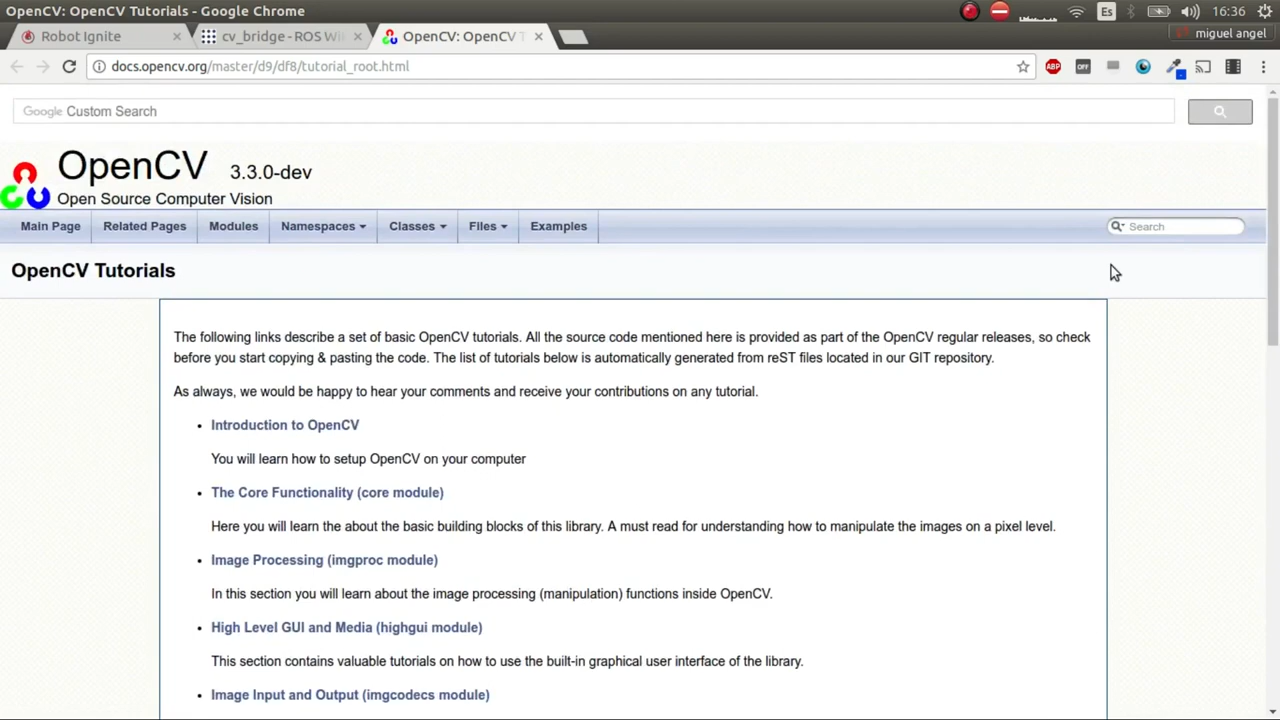 OpenCV: OpenCV Tutorials - Google Chrome
Es
16:36
Robot Ignite
cv_bridge - ROS Wi
OpenCV: OpenCV T
miguel angel
docs.opencv.org/master/d9/df8/tutorial_root.html
ABP
OFF
Google Custom Search
OpenCV 3.3.0-dev
Open Source Computer Vision
Main Page
Related Pages
Modules
Namespaces
Classes
Files
Examples
Search
OpenCV Tutorials
The following links describe a set of basic OpenCV tutorials. All the source code mentioned here is provided as part of the OpenCV regular releases, so check
before you start copying & pasting the code. The list of tutorials below is automatically generated from reST files located in our GIT repository.
As always, we would be happy to hear your comments and receive your contributions on any tutorial.
• Introduction to OpenCV
You will learn how to setup OpenCV on your computer
• The Core Functionality (core module)
Here you will learn the about the basic building blocks of this library. A must read for understanding how to manipulate the images on a pixel level.
• Image Processing (imgproc module)
In this section you will learn about the image processing (manipulation) functions inside OpenCV.
• High Level GUI and Media (highgui module)
This section contains valuable tutorials on how to use the built-in graphical user interface of the library.
• Image Input and Output (imgcodecs module)